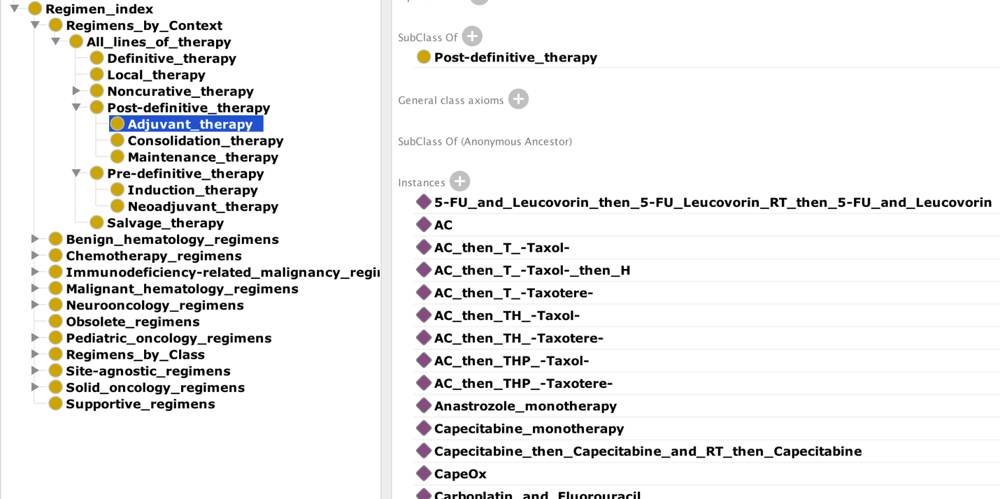 Regimen_index
Regimens_by_Context
All_lines_of_therapy
Definitive_therapy
Local_therapy
Noncurative_therapy
Post-definitive_therapy
Adjuvant_therapy
Consolidation_therapy
Maintenance_therapy
Pre-definitive_therapy
Induction_therapy
Neoadjuvant_therapy
Salvage_therapy
Benign_hematology_regimens
Chemotherapy_regimens
Immunodeficiency-related_malignancy_regi
Malignant_hematology_regimens
Neurooncology_regimens
Obsolete_regimens
Pediatric_oncology_regimens
Regimens_by_Class
Site-agnostic_regimens
Solid_oncology_regimens
Supportive_regimens
SubClass Of
Post-definitive_therapy
General class axioms
SubClass Of (Anonymous Ancestor)
Instances
5-FU_and_Leucovorin_then_5-FU_Leucovorin_RT_then_5-FU_and_Leucovorin
AC
AC_then_T_-Taxol-
AC_then_T_-Taxol-_then_H
AC_then_T_-Taxotere-
AC_then_TH_-Taxol-
AC_then_TH_-Taxotere-
AC_then_THP_-Taxol-
AC_then_THP_-Taxotere-
Anastrozole_monotherapy
Capecitabine_monotherapy
Capecitabine_then_Capecitabine_and_RT_then_Capecitabine
CapeOx
Carboplatin_and_Fluorouracil